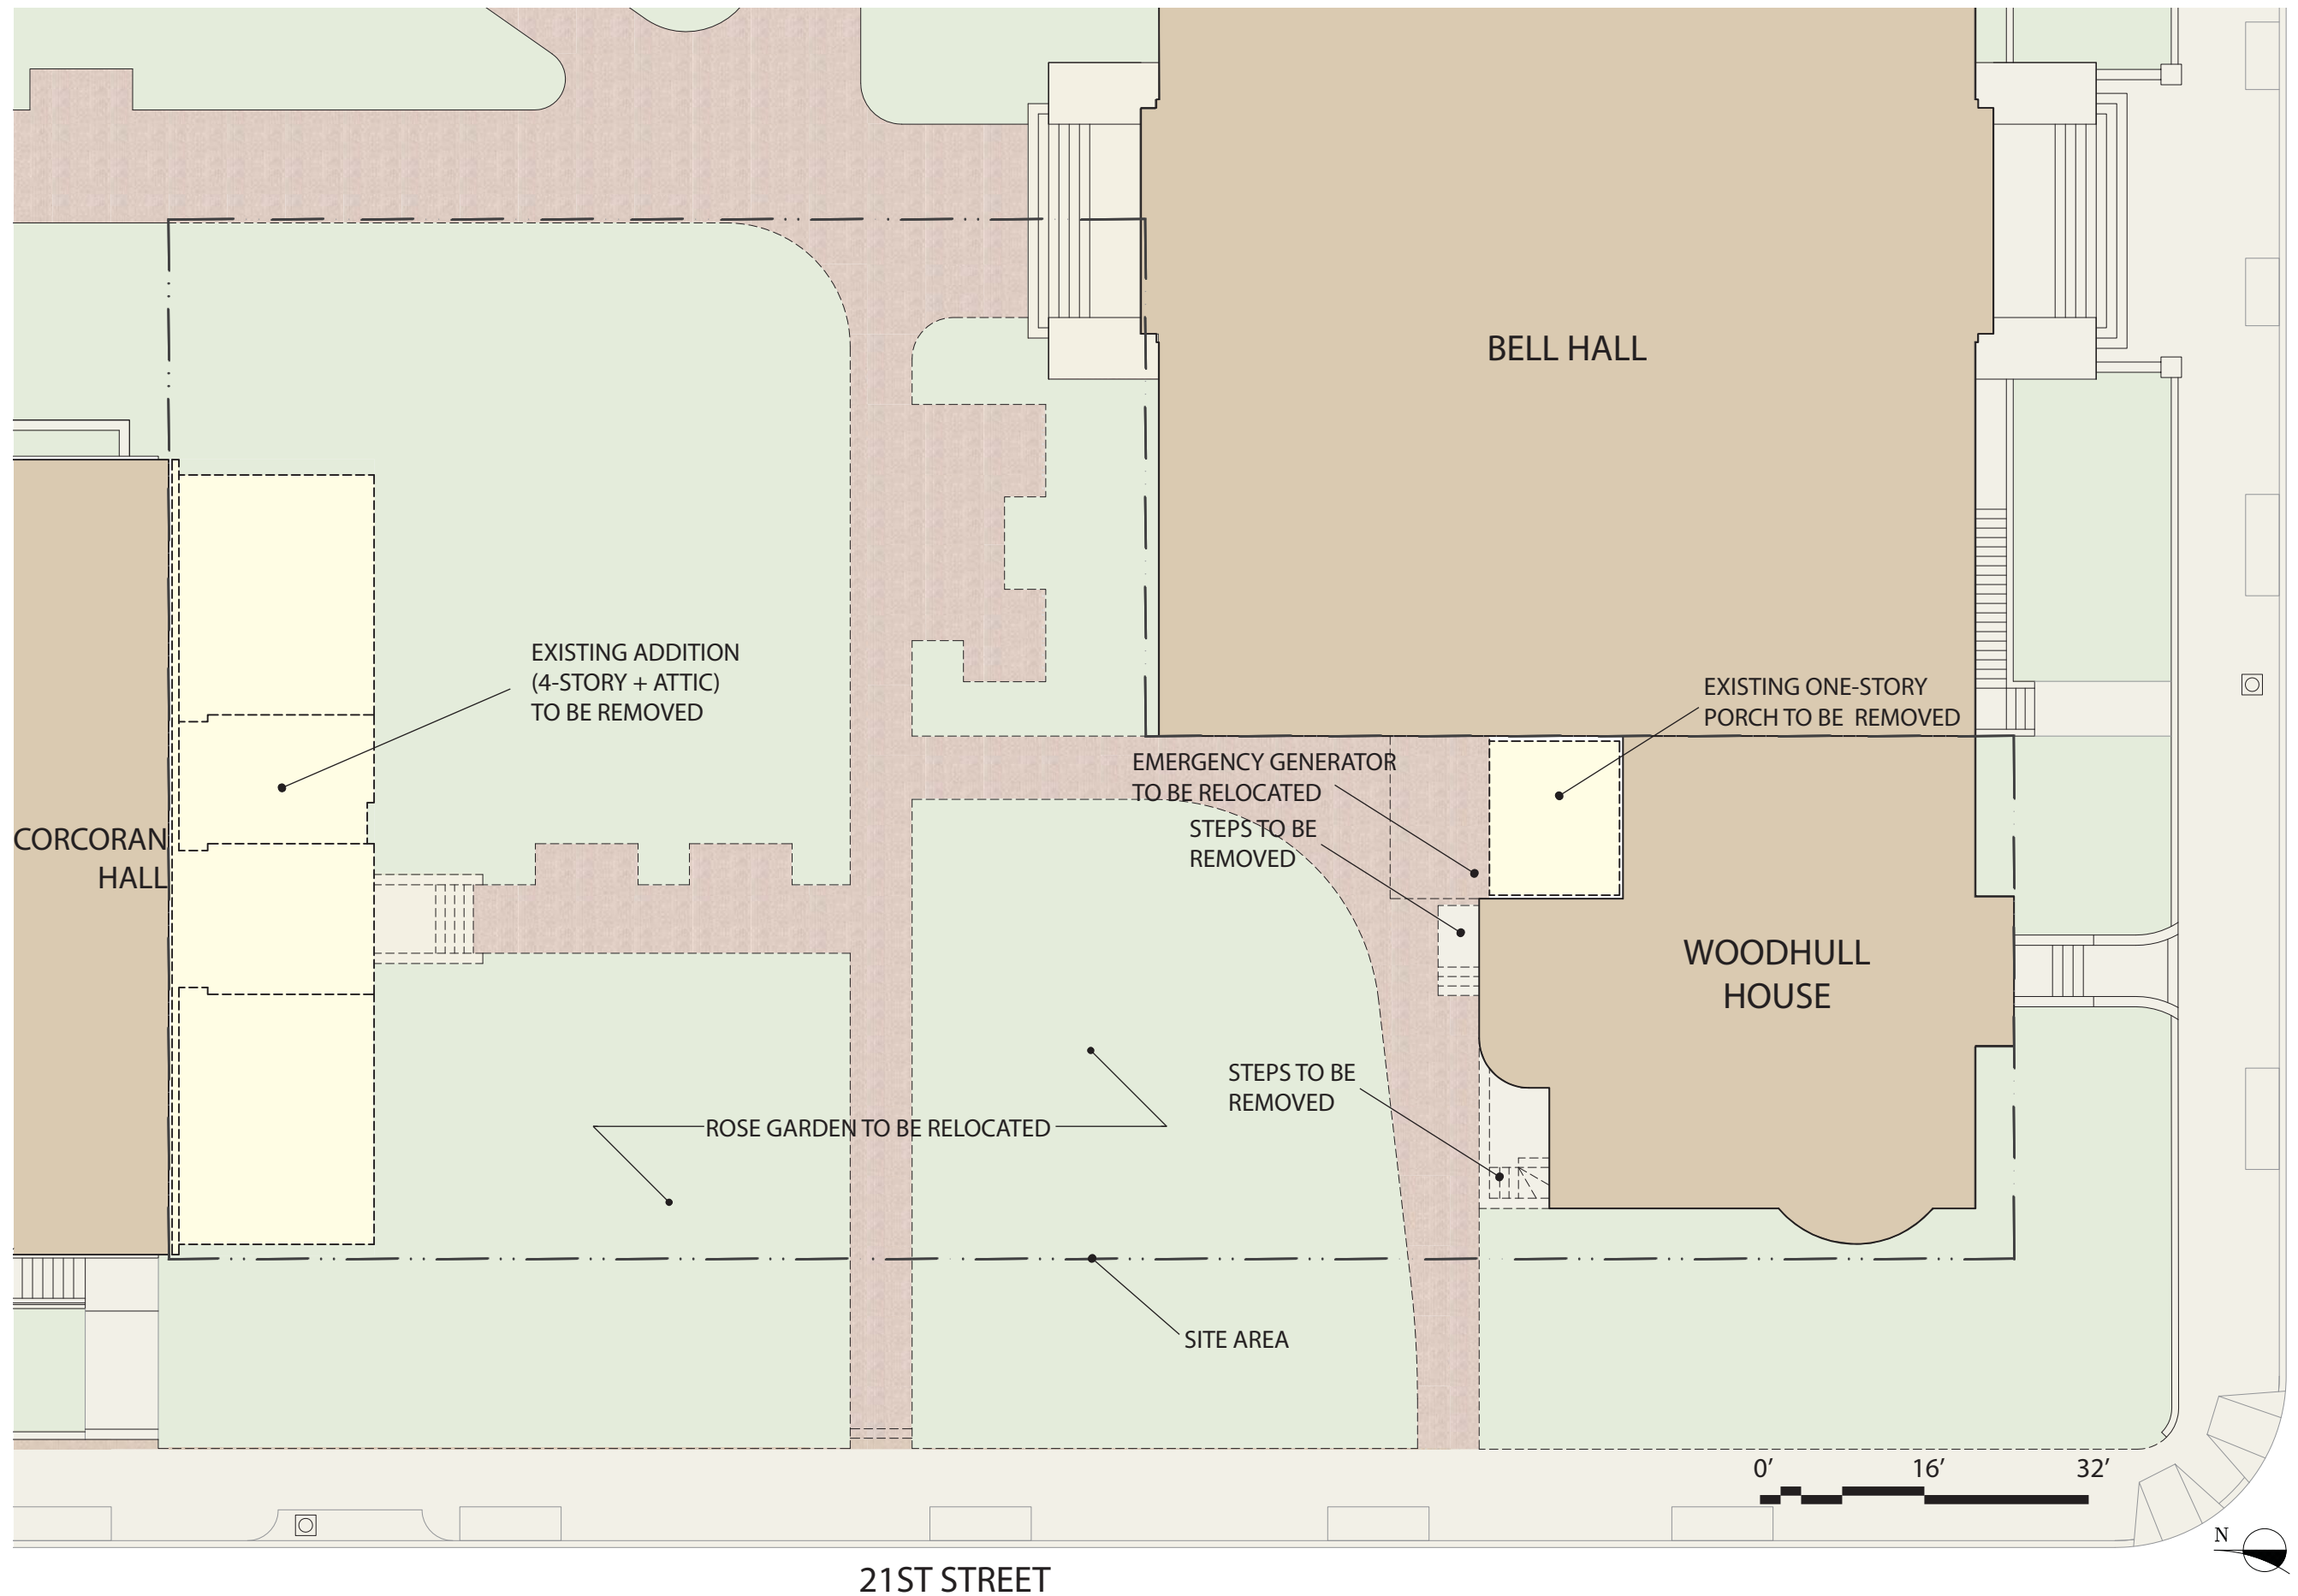 BELL HALL
EXISTING ADDITION
(4-STORY + ATTIC)
TO BE REMOVED
EXISTING ONE-STORY
PORCH TO BE REMOVED
EMERGENCY GENERATOR
TO BE RELOCATED
STEPS TO BE
REMOVED
CORCORAN
HALL
WOODHULL
HOUSE
STEPS TO BE
REMOVED
ROSE GARDEN TO BE RELOCATED
SITE AREA
0’ 16’ 32’
N
21ST STREET